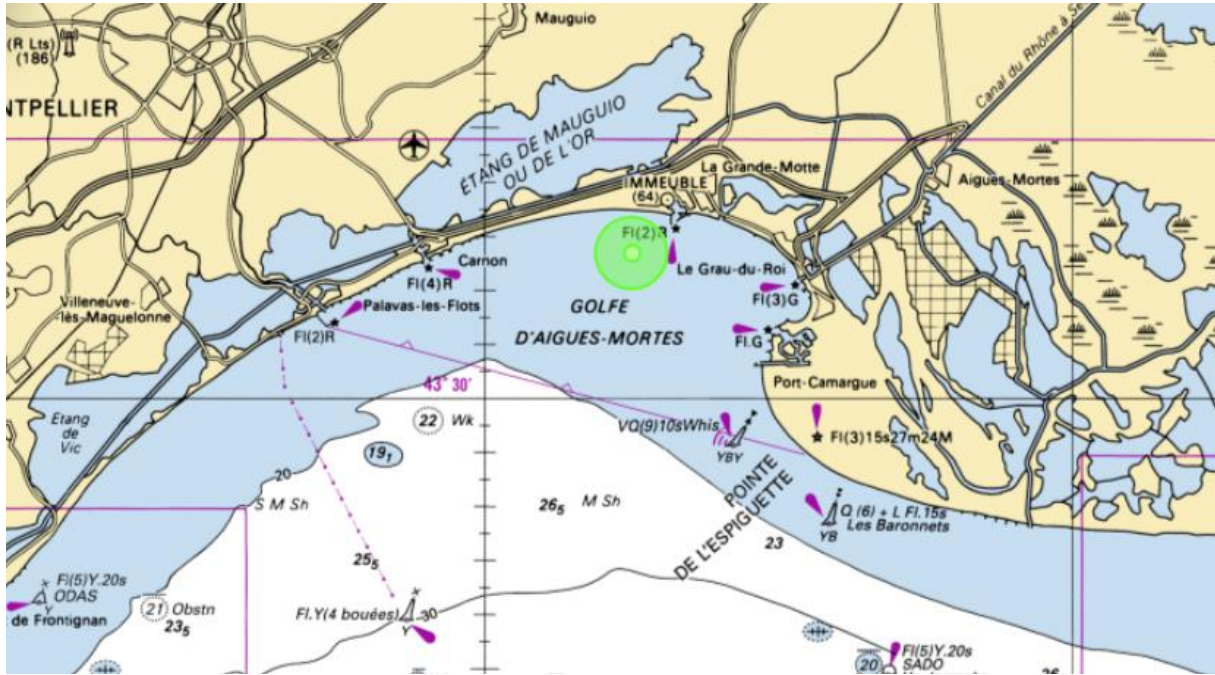 (R Lts)
(186)
NTPELLIER
Mauguio
ETANG DE MAUGUIO
OU DE L'OR
Canal du Rhône à
La Grande-Motte
IMMEUBLE
(64)
Aigues-Mortes
Fl(2)R
Carnon
Fl(4)R
Le Grau-du-Roi
Fl(3)G
Villeneuve-
lès-Maguelonne
Palavas-les-Flots
GOLFE
D'AIGUES-MORTES
Fl(2)R
Fl.G
43° 30'
Port-Camargue
Etang
de
Vic
22 Wk
VQ(9)10sWhis
YBY
Fl(3)15s27m24M
19₁
20
S M Sh
26₅ M Sh
POINTE
DE L'ESPIGUETTE
Q (6) + L Fl.15s
Les Baronnets
YB
23
25₅
Fl(5)Y.20s
ODAS
de Frontignan
21 Obstn
23₅
Fl.Y(4 bouées)
Y
30
Fl(5)Y.20s
SADO
20
26